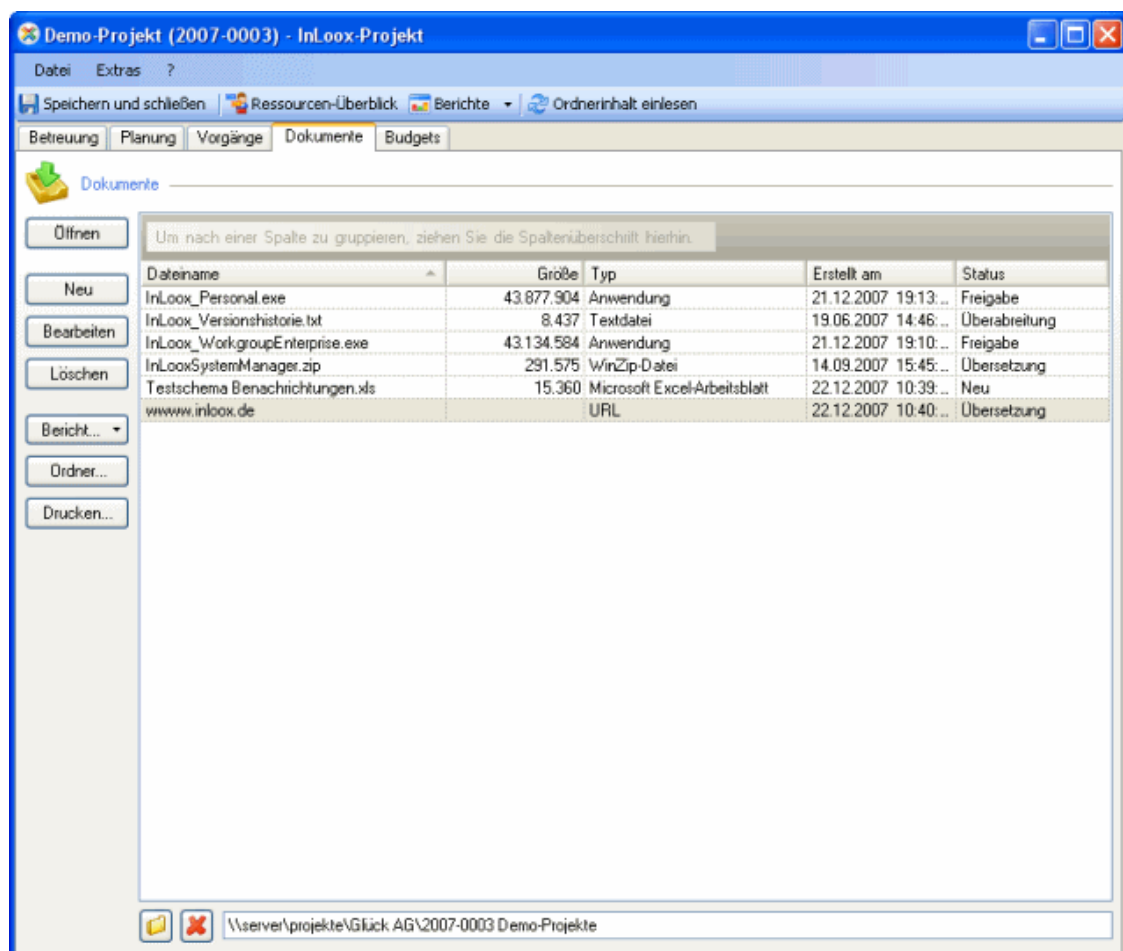 Demo-Projekt (2007-0003) - InLoox-Projekt
Datei Extras ?
Speichern und schließen Ressourcen-Überblick Berichte Ordnerinhalt einlesen
Betreuung Planung Vorgänge Dokumente Budgets
Dokumente
Öffnen
Neu
Bearbeiten
Löschen
Bericht...
Ordner...
Drucken...
Um nach einer Spalte zu gruppieren, ziehen Sie die Spaltenüberschrift hierhin.
Dateiname Größe Typ Erstellt am Status
InLoox_Personal.exe 43.877.904 Anwendung 21.12.2007 19:13:... Freigabe
InLoox_Versionshistorie.txt 8.437 Textdatei 19.06.2007 14:46:... Überabreitung
InLoox_WorkgroupEnterprise.exe 43.134.584 Anwendung 21.12.2007 19:10:... Freigabe
InLooxSystemManager.zip 291.575 WinZip-Datei 14.09.2007 15:45:... Übersetzung
Testschema Benachrichtungen.xls 15.360 Microsoft Excel-Arbeitsblatt 22.12.2007 10:39:... Neu
wwww.inloox.de URL 22.12.2007 10:40:... Übersetzung
\\server\projekte\Glück AG\2007-0003 Demo-Projekte